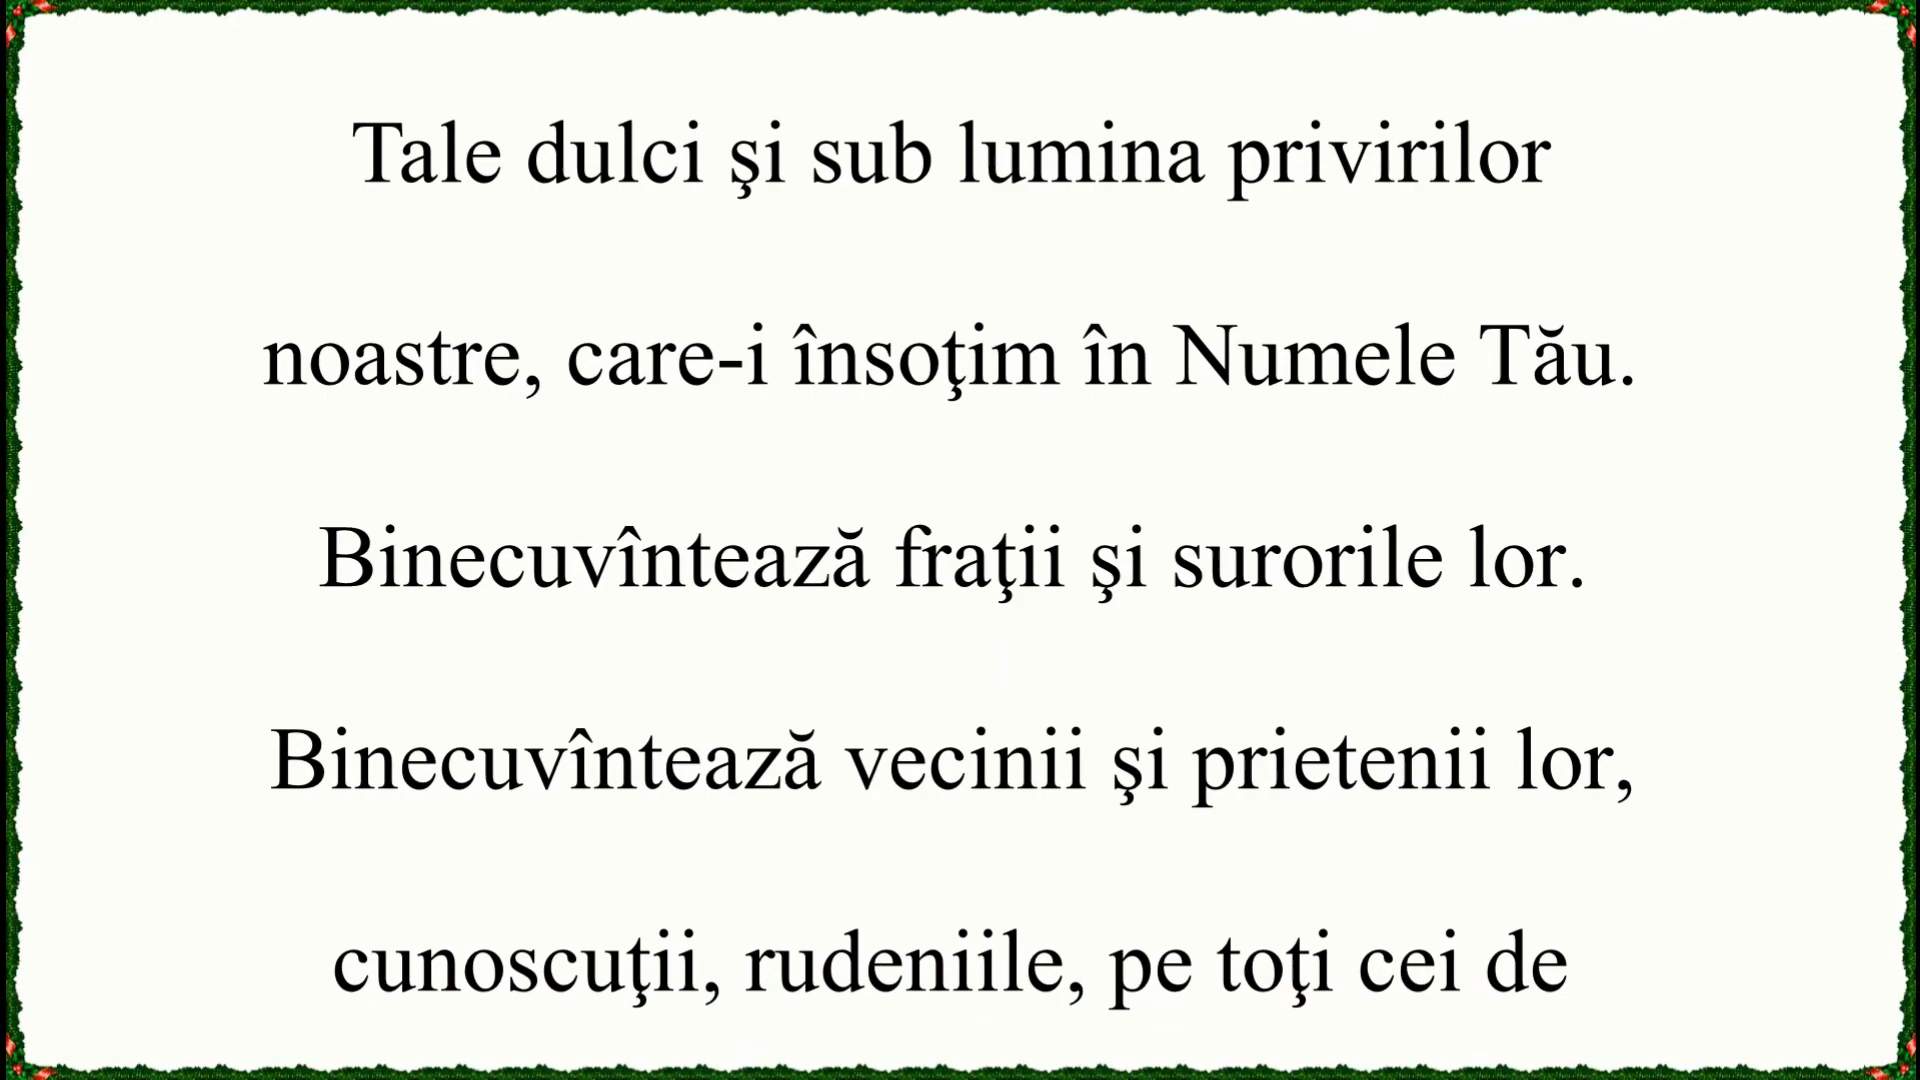 Tale dulci şi sub lumina privirilor
noastre, care-i însoţim în Numele Tău.
Binecuvîntează fraţii şi surorile lor.
Binecuvîntează vecinii şi prietenii lor,
cunoscuţii, rudeniile, pe toţi cei de